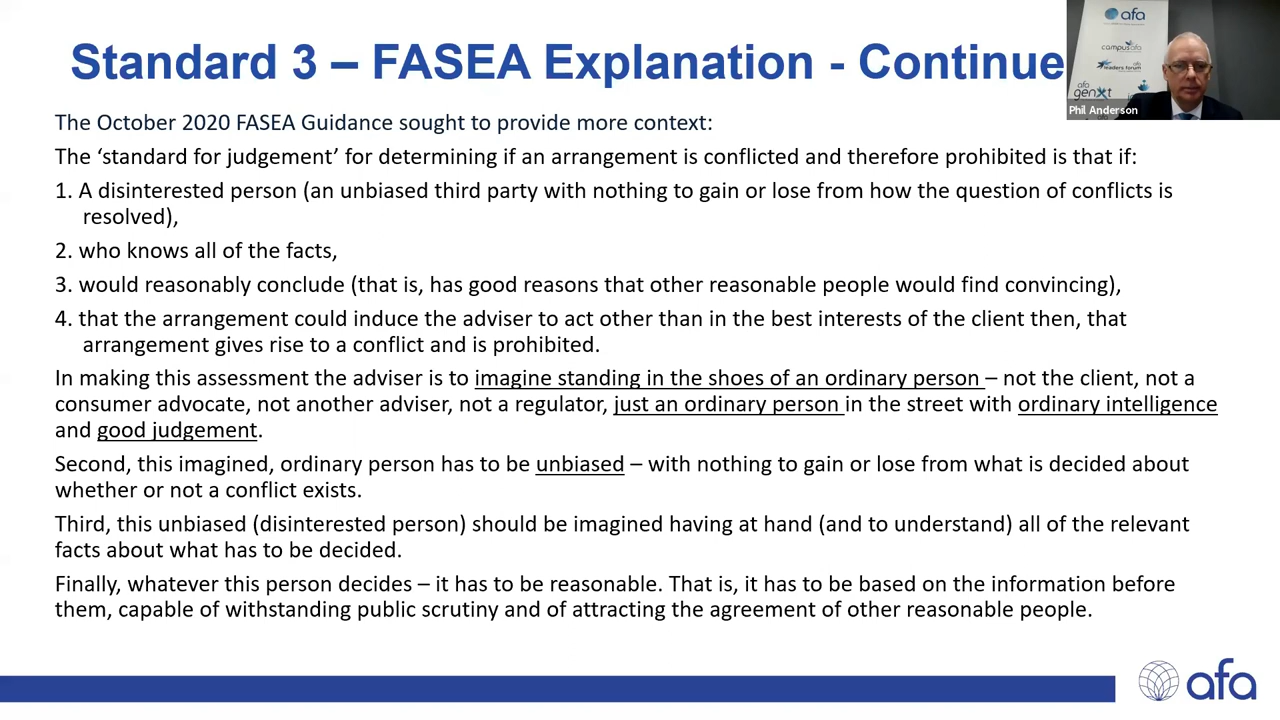 Standard 3 – FASEA Explanation - Continue
The October 2020 FASEA Guidance sought to provide more context:
The ‘standard for judgement’ for determining if an arrangement is conflicted and therefore prohibited is that if:
1. A disinterested person (an unbiased third party with nothing to gain or lose from how the question of conflicts is
resolved),
2. who knows all of the facts,
3. would reasonably conclude (that is, has good reasons that other reasonable people would find convincing),
4. that the arrangement could induce the adviser to act other than in the best interests of the client then, that
arrangement gives rise to a conflict and is prohibited.
In making this assessment the adviser is to imagine standing in the shoes of an ordinary person – not the client, not a
consumer advocate, not another adviser, not a regulator, just an ordinary person in the street with ordinary intelligence
and good judgement.
Second, this imagined, ordinary person has to be unbiased – with nothing to gain or lose from what is decided about
whether or not a conflict exists.
Third, this unbiased (disinterested person) should be imagined having at hand (and to understand) all of the relevant
facts about what has to be decided.
Finally, whatever this person decides – it has to be reasonable. That is, it has to be based on the information before
them, capable of withstanding public scrutiny and of attracting the agreement of other reasonable people.
afa
campusafa
afa
leaders forum
afa
genxt
Phil Anderson
afa